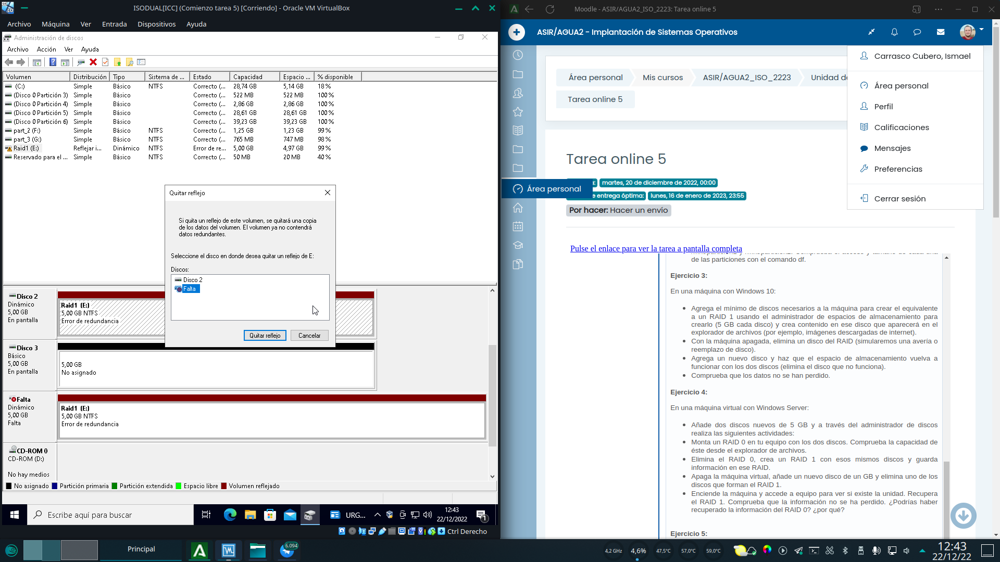 ISODUAL[ICC] (Comienzo tarea 5) [Corriendo] - Oracle VM VirtualBox
Archivo Máquina Ver Entrada Dispositivos Ayuda
Administración de discos
Archivo Acción Ver Ayuda
Volumen Distribución Tipo Sistema de ... Estado Capacidad Espacio ... % disponible
(C:) Simple Básico NTFS Correcto (... 28,74 GB 5,14 GB 18 %
(Disco 0 Partición 3) Simple Básico Correcto (... 522 MB 522 MB 100 %
(Disco 0 Partición 4) Simple Básico Correcto (... 2,86 GB 2,86 GB 100 %
(Disco 0 Partición 5) Simple Básico Correcto (... 28,61 GB 28,61 GB 100 %
(Disco 0 Partición 6) Simple Básico Correcto (... 39,23 GB 39,23 GB 100 %
part_2 (F:) Simple Básico NTFS Correcto (... 1,25 GB 1,23 GB 99 %
part_3 (G:) Simple Básico NTFS Correcto (... 765 MB 747 MB 98 %
Raid1 (E:) Reflejar i... Dinámico NTFS Error de re... 5,00 GB 4,97 GB 99 %
Reservado para el ... Simple Básico NTFS Correcto (... 50 MB 20 MB 40 %
Quitar reflejo
Si quita un reflejo de este volumen, se quitará una copia
de los datos del volumen. El volumen ya no contendrá
datos redundantes.
Seleccione el disco en donde desea quitar un reflejo de E:
Discos:
Disco 2
Falta
Quitar reflejo Cancelar
Disco 2
Dinámico
5,00 GB
En pantalla
Raid1 (E:)
5,00 GB NTFS
Error de redundancia
Disco 3
Básico
5,00 GB
En pantalla
5,00 GB
No asignado
Falta
Dinámico
5,00 GB
Falta
Raid1 (E:)
5,00 GB NTFS
Error de redundancia
CD-ROM 0
CD-ROM (D:)
No hay medios
No asignado Partición primaria Partición extendida Espacio libre Volumen reflejado
Escribe aquí para buscar
URG...
12:43
22/12/2022
1
Ctrl Derecho
Moodle - ASIR/AGUA2_ISO_2223: Tarea online 5
ASIR/AGUA2 - Implantación de Sistemas Operativos
Carrasco Cubero, Ismael
Área personal
Perfil
Calificaciones
Mensajes
Preferencias
Cerrar sesión
Área personal Mis cursos ASIR/AGUA2_ISO_2223 Unidad de
Tarea online 5
Tarea online 5
martes, 20 de diciembre de 2022, 00:00
Área personal
e entrega óptima: lunes, 16 de enero de 2023, 23:55
Por hacer: Hacer un envío
Pulse el enlace para ver la tarea a pantalla completa
de las particiones con el comando df.
Ejercicio 3:
En una máquina con Windows 10:
Agrega el mínimo de discos necesarios a la máquina para crear el equivalente
a un RAID 1 usando el administrador de espacios de almacenamiento para
crearlo (5 GB cada disco) y crea contenido en ese disco que aparecerá en el
explorador de archivos (por ejemplo, imágenes descargadas de internet).
Con la máquina apagada, elimina un disco del RAID (simularemos una avería o
reemplazo de disco).
Agrega un nuevo disco y haz que el espacio de almacenamiento vuelva a
funcionar con los dos discos (elimina el disco que no funciona).
Comprueba que los datos no se han perdido.
Ejercicio 4:
En una máquina virtual con Windows Server:
Añade dos discos nuevos de 5 GB y a través del administrador de discos
realiza las siguientes actividades:
Monta un RAID 0 en tu equipo con los dos discos. Comprueba la capacidad de
éste desde el explorador de archivos.
Elimina el RAID 0, crea un RAID 1 con esos mismos discos y guarda
información en ese RAID.
Apaga la máquina virtual, añade un nuevo disco de un GB y elimina uno de los
discos que forman el RAID 1.
Enciende la máquina y accede a equipo para ver si existe la unidad. Recupera
el RAID 1. Comprueba que la información no se ha perdido. ¿Podrías haber
recuperado la información del RAID 0? ¿por qué?
Ejercicio 5:
Principal
6.094
4,2 GHz 4,6% 47,5°C 57,0°C 59,0°C
12:43
22/12/22